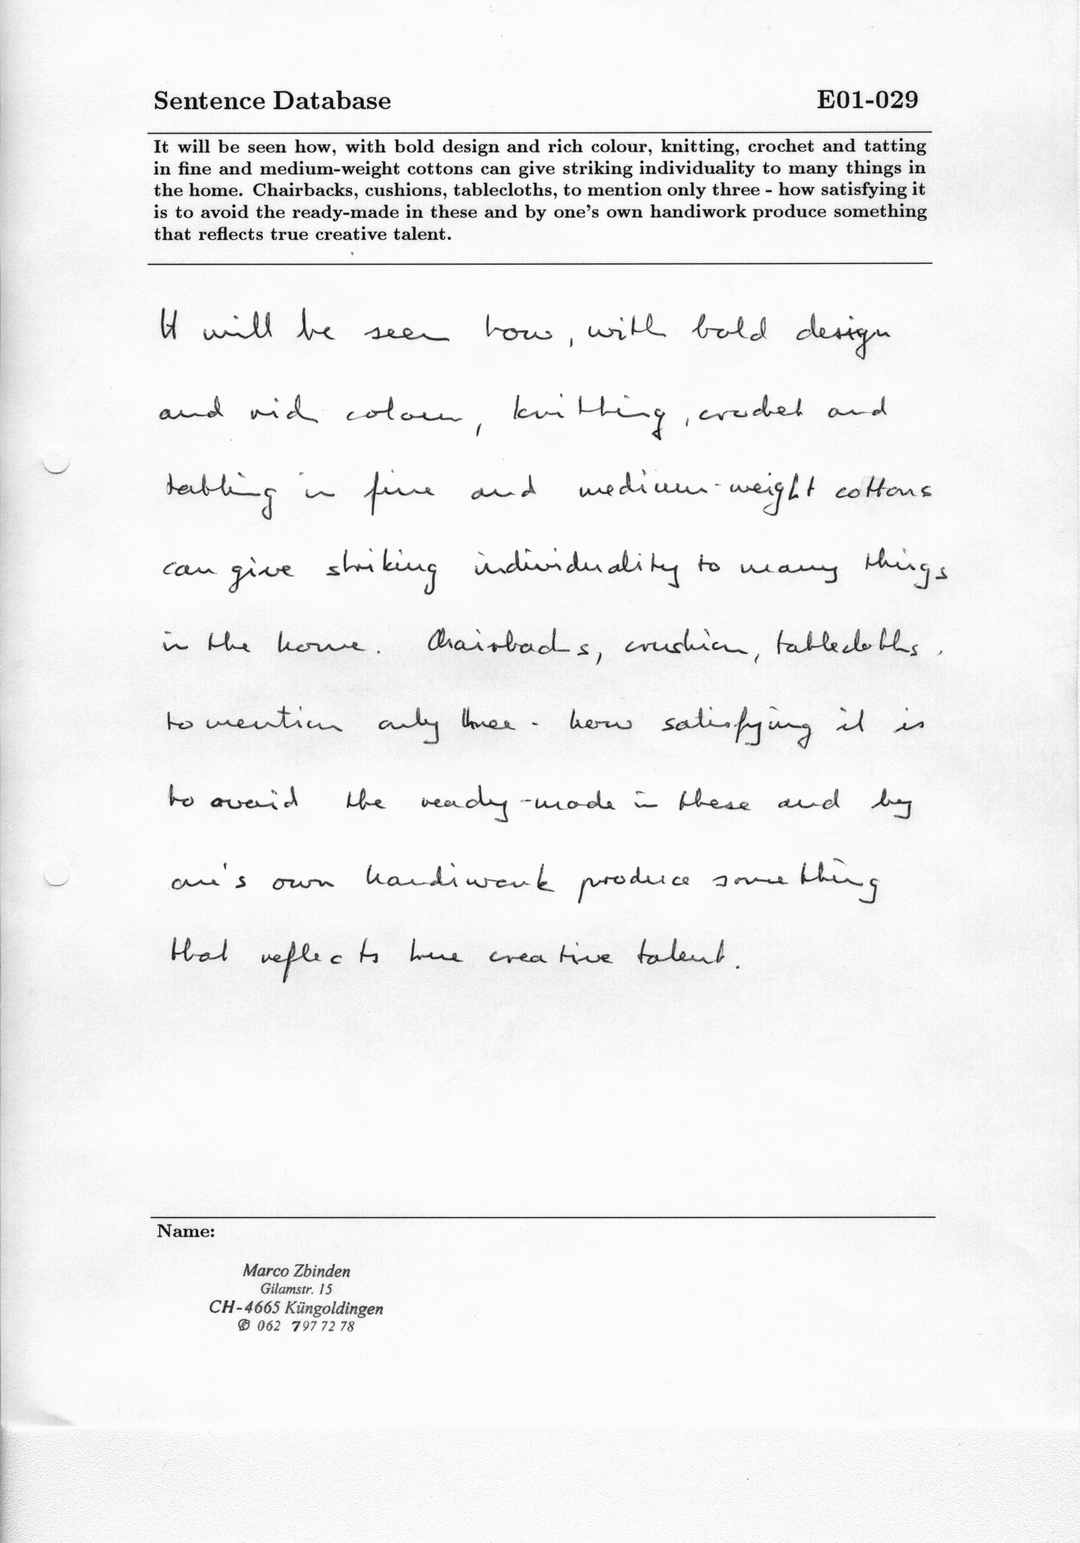 Sentence Database E01-029
It will be seen how, with bold design and rich colour, knitting, crochet and tatting
in fine and medium-weight cottons can give striking individuality to many things in
the home. Chairbacks, cushions, tablecloths, to mention only three - how satisfying it
is to avoid the ready-made in these and by one's own handiwork produce something
that reflects true creative talent.
It will be seen how, with bold design
and rich colour, knitting, crochet and
tatting in fine and medium-weight cottons
can give striking individuality to many things
in the home. Chairbacks, cushion, tablecloths,
to mention only three - how satisfying it is
to avoid the ready-made in these and by
one's own handiwork produce something
that reflects true creative talent.
Name:
Marco Zbinden
Gilamstr. 15
CH-4665 Küngoldingen
✆ 062 797 72 78